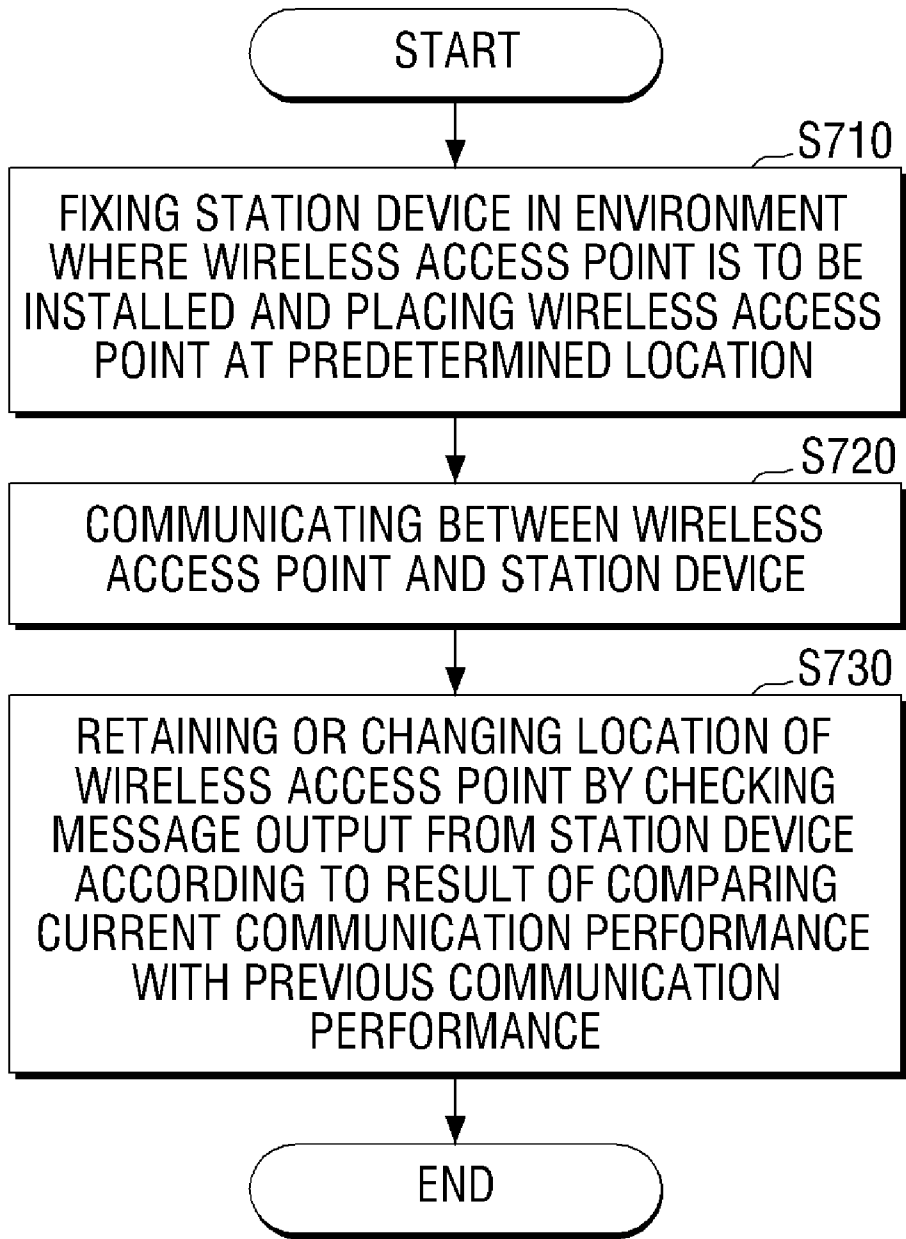 START
S710
FIXING STATION DEVICE IN ENVIRONMENT
WHERE WIRELESS ACCESS POINT IS TO BE
INSTALLED AND PLACING WIRELESS ACCESS
POINT AT PREDETERMINED LOCATION
S720
COMMUNICATING BETWEEN WIRELESS
ACCESS POINT AND STATION DEVICE
S730
RETAINING OR CHANGING LOCATION OF
WIRELESS ACCESS POINT BY CHECKING
MESSAGE OUTPUT FROM STATION DEVICE
ACCORDING TO RESULT OF COMPARING
CURRENT COMMUNICATION PERFORMANCE
WITH PREVIOUS COMMUNICATION
PERFORMANCE
END